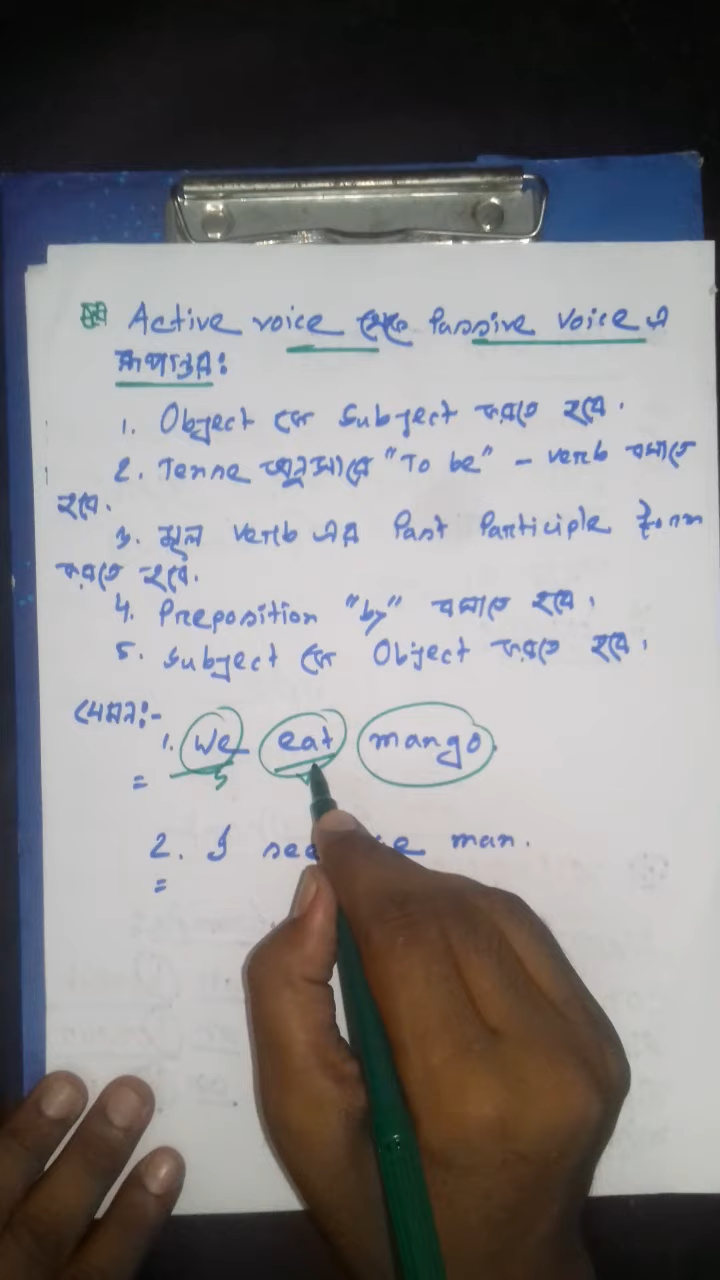 Active voice থেকে Passive voice এ
রূপান্তর:
1. Object কে Subject করতে হবে.
2. Tense অনুসারে "To be" - verb বসাতে
হবে.
3. মূল verb এর Past Participle form
করতে হবে.
4. Preposition "by" বসাতে হবে.
5. Subject কে Object করতে হবে.
যেমন:-
1. We eat mango.
S V
=
2. I see man.
=